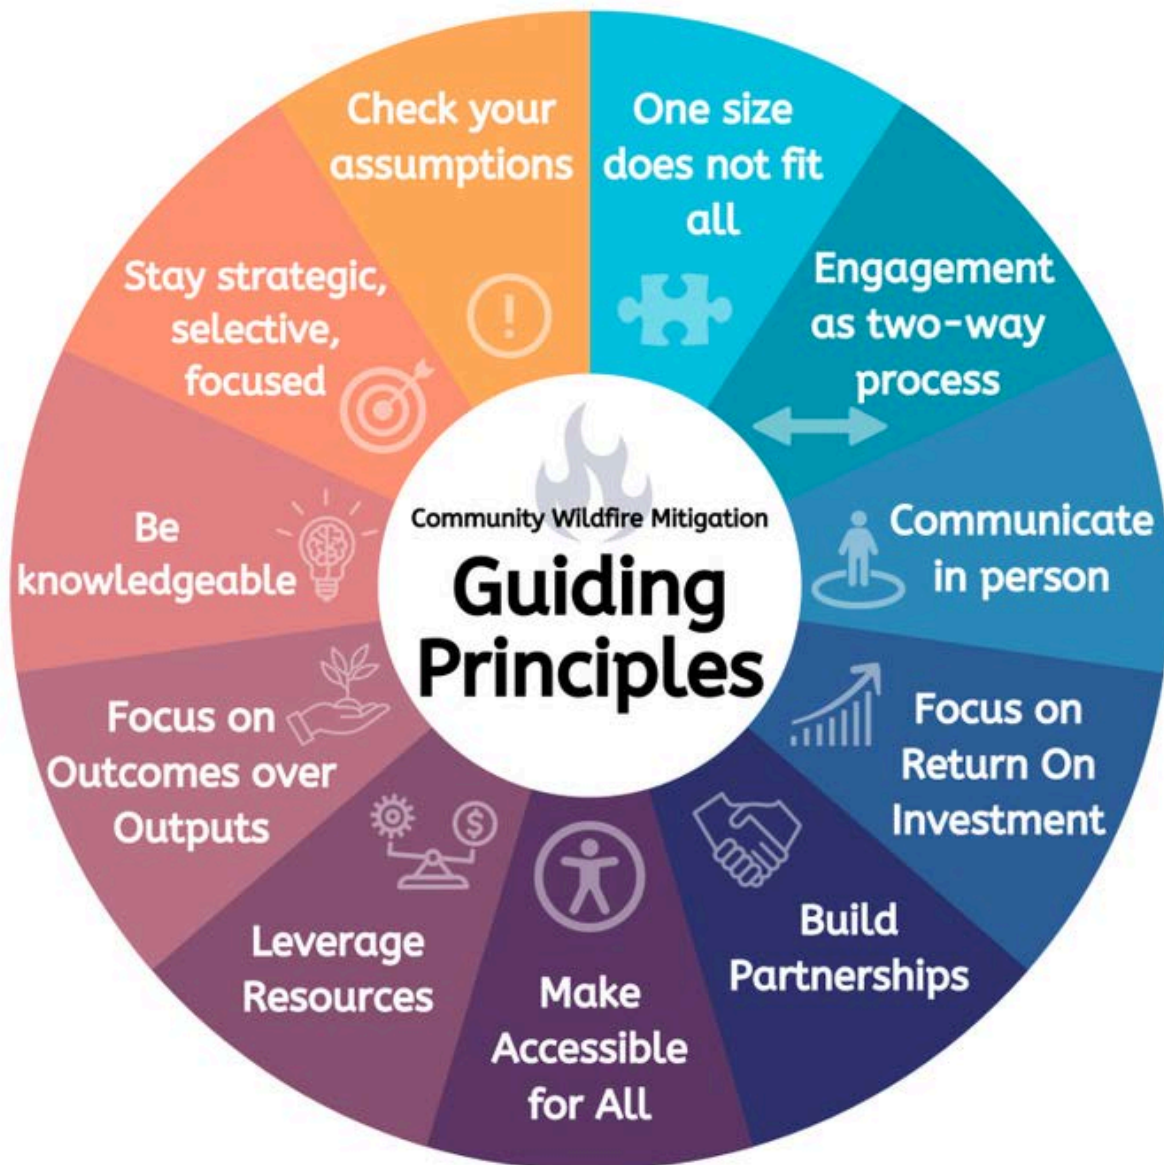 Community Wildfire Mitigation
Guiding
Principles
One size
does not fit
all
Engagement
as two-way
process
Communicate
in person
Focus on
Return On
Investment
Build
Partnerships
Make
Accessible
for All
Leverage
Resources
Focus on
Outcomes over
Outputs
Be
knowledgeable
Stay strategic,
selective,
focused
Check your
assumptions
!
$